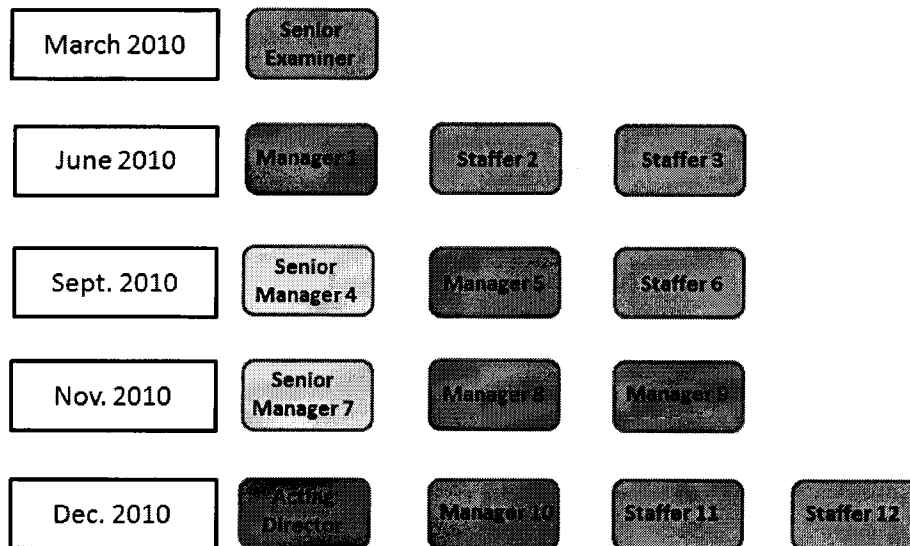 March 2010
Senior
Examiner
June 2010
Manager 1
Staffer 2
Staffer 3
Sept. 2010
Senior
Manager 4
Manager 5
Staffer 6
Nov. 2010
Senior
Manager 7
Manager 8
Manager 9
Dec. 2010
Acting
Director
Manager 10
Staffer 11
Staffer 12